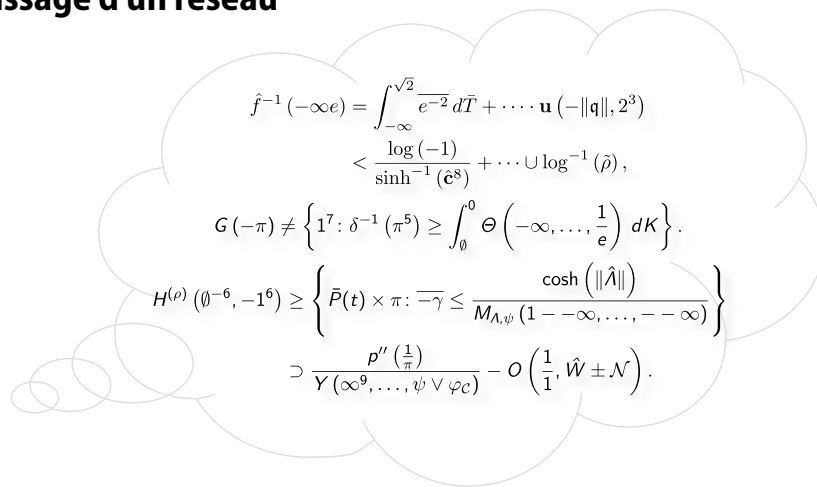 d'un réseau
\hat{f}^{-1}(-\infty e) = \int_{-\infty}^{\sqrt{2}} \overline{e^{-2}} \, d\bar{T} + \cdots \cdot \mathbf{u}(-\|\mathfrak{q}\|, 2^3)
< \frac{\log(-1)}{\sinh^{-1}(\hat{\mathbf{c}}^8)} + \cdots \cup \log^{-1}(\tilde{\rho}),
G(-\pi) \neq \left\{ 1^7 \colon \delta^{-1}(\pi^5) \geq \int_{\emptyset}^{0} \Theta\left(-\infty, \ldots, \frac{1}{e}\right) \, dK \right\}.
H^{(\rho)}(\emptyset^{-6}, -1^6) \geq \left\{ \bar{P}(t) \times \pi \colon \overline{-\gamma} \leq \frac{\cosh(\|\hat{\Lambda}\|)}{M_{\Lambda,\psi}(1 - -\infty, \ldots, --\infty)} \right\}
\supset \frac{p''\left(\frac{1}{\pi}\right)}{Y(\infty^9, \ldots, \psi \vee \varphi_{\mathcal{C}})} - O\left(\frac{1}{1}, \hat{W} \pm \mathcal{N}\right).